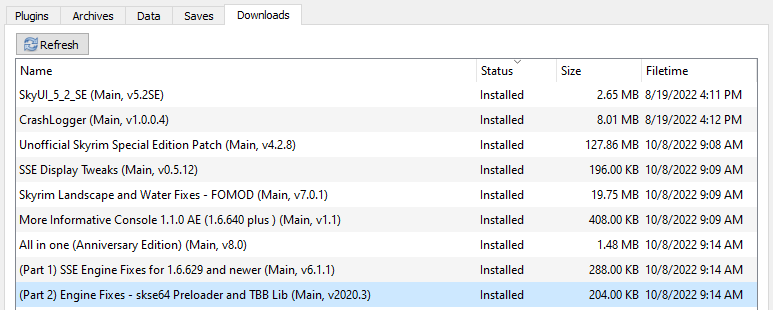 Plugins Archives Data Saves Downloads
Refresh
Name Status Size Filetime
SkyUI_5_2_SE (Main, v5.2SE) Installed 2.65 MB 8/19/2022 4:11 PM
CrashLogger (Main, v1.0.0.4) Installed 8.01 MB 8/19/2022 4:12 PM
Unofficial Skyrim Special Edition Patch (Main, v4.2.8) Installed 127.86 MB 10/8/2022 9:08 AM
SSE Display Tweaks (Main, v0.5.12) Installed 196.00 KB 10/8/2022 9:09 AM
Skyrim Landscape and Water Fixes - FOMOD (Main, v7.0.1) Installed 19.75 MB 10/8/2022 9:09 AM
More Informative Console 1.1.0 AE (1.6.640 plus ) (Main, v1.1) Installed 408.00 KB 10/8/2022 9:09 AM
All in one (Anniversary Edition) (Main, v8.0) Installed 1.48 MB 10/8/2022 9:14 AM
(Part 1) SSE Engine Fixes for 1.6.629 and newer (Main, v6.1.1) Installed 288.00 KB 10/8/2022 9:14 AM
(Part 2) Engine Fixes - skse64 Preloader and TBB Lib (Main, v2020.3) Installed 204.00 KB 10/8/2022 9:14 AM